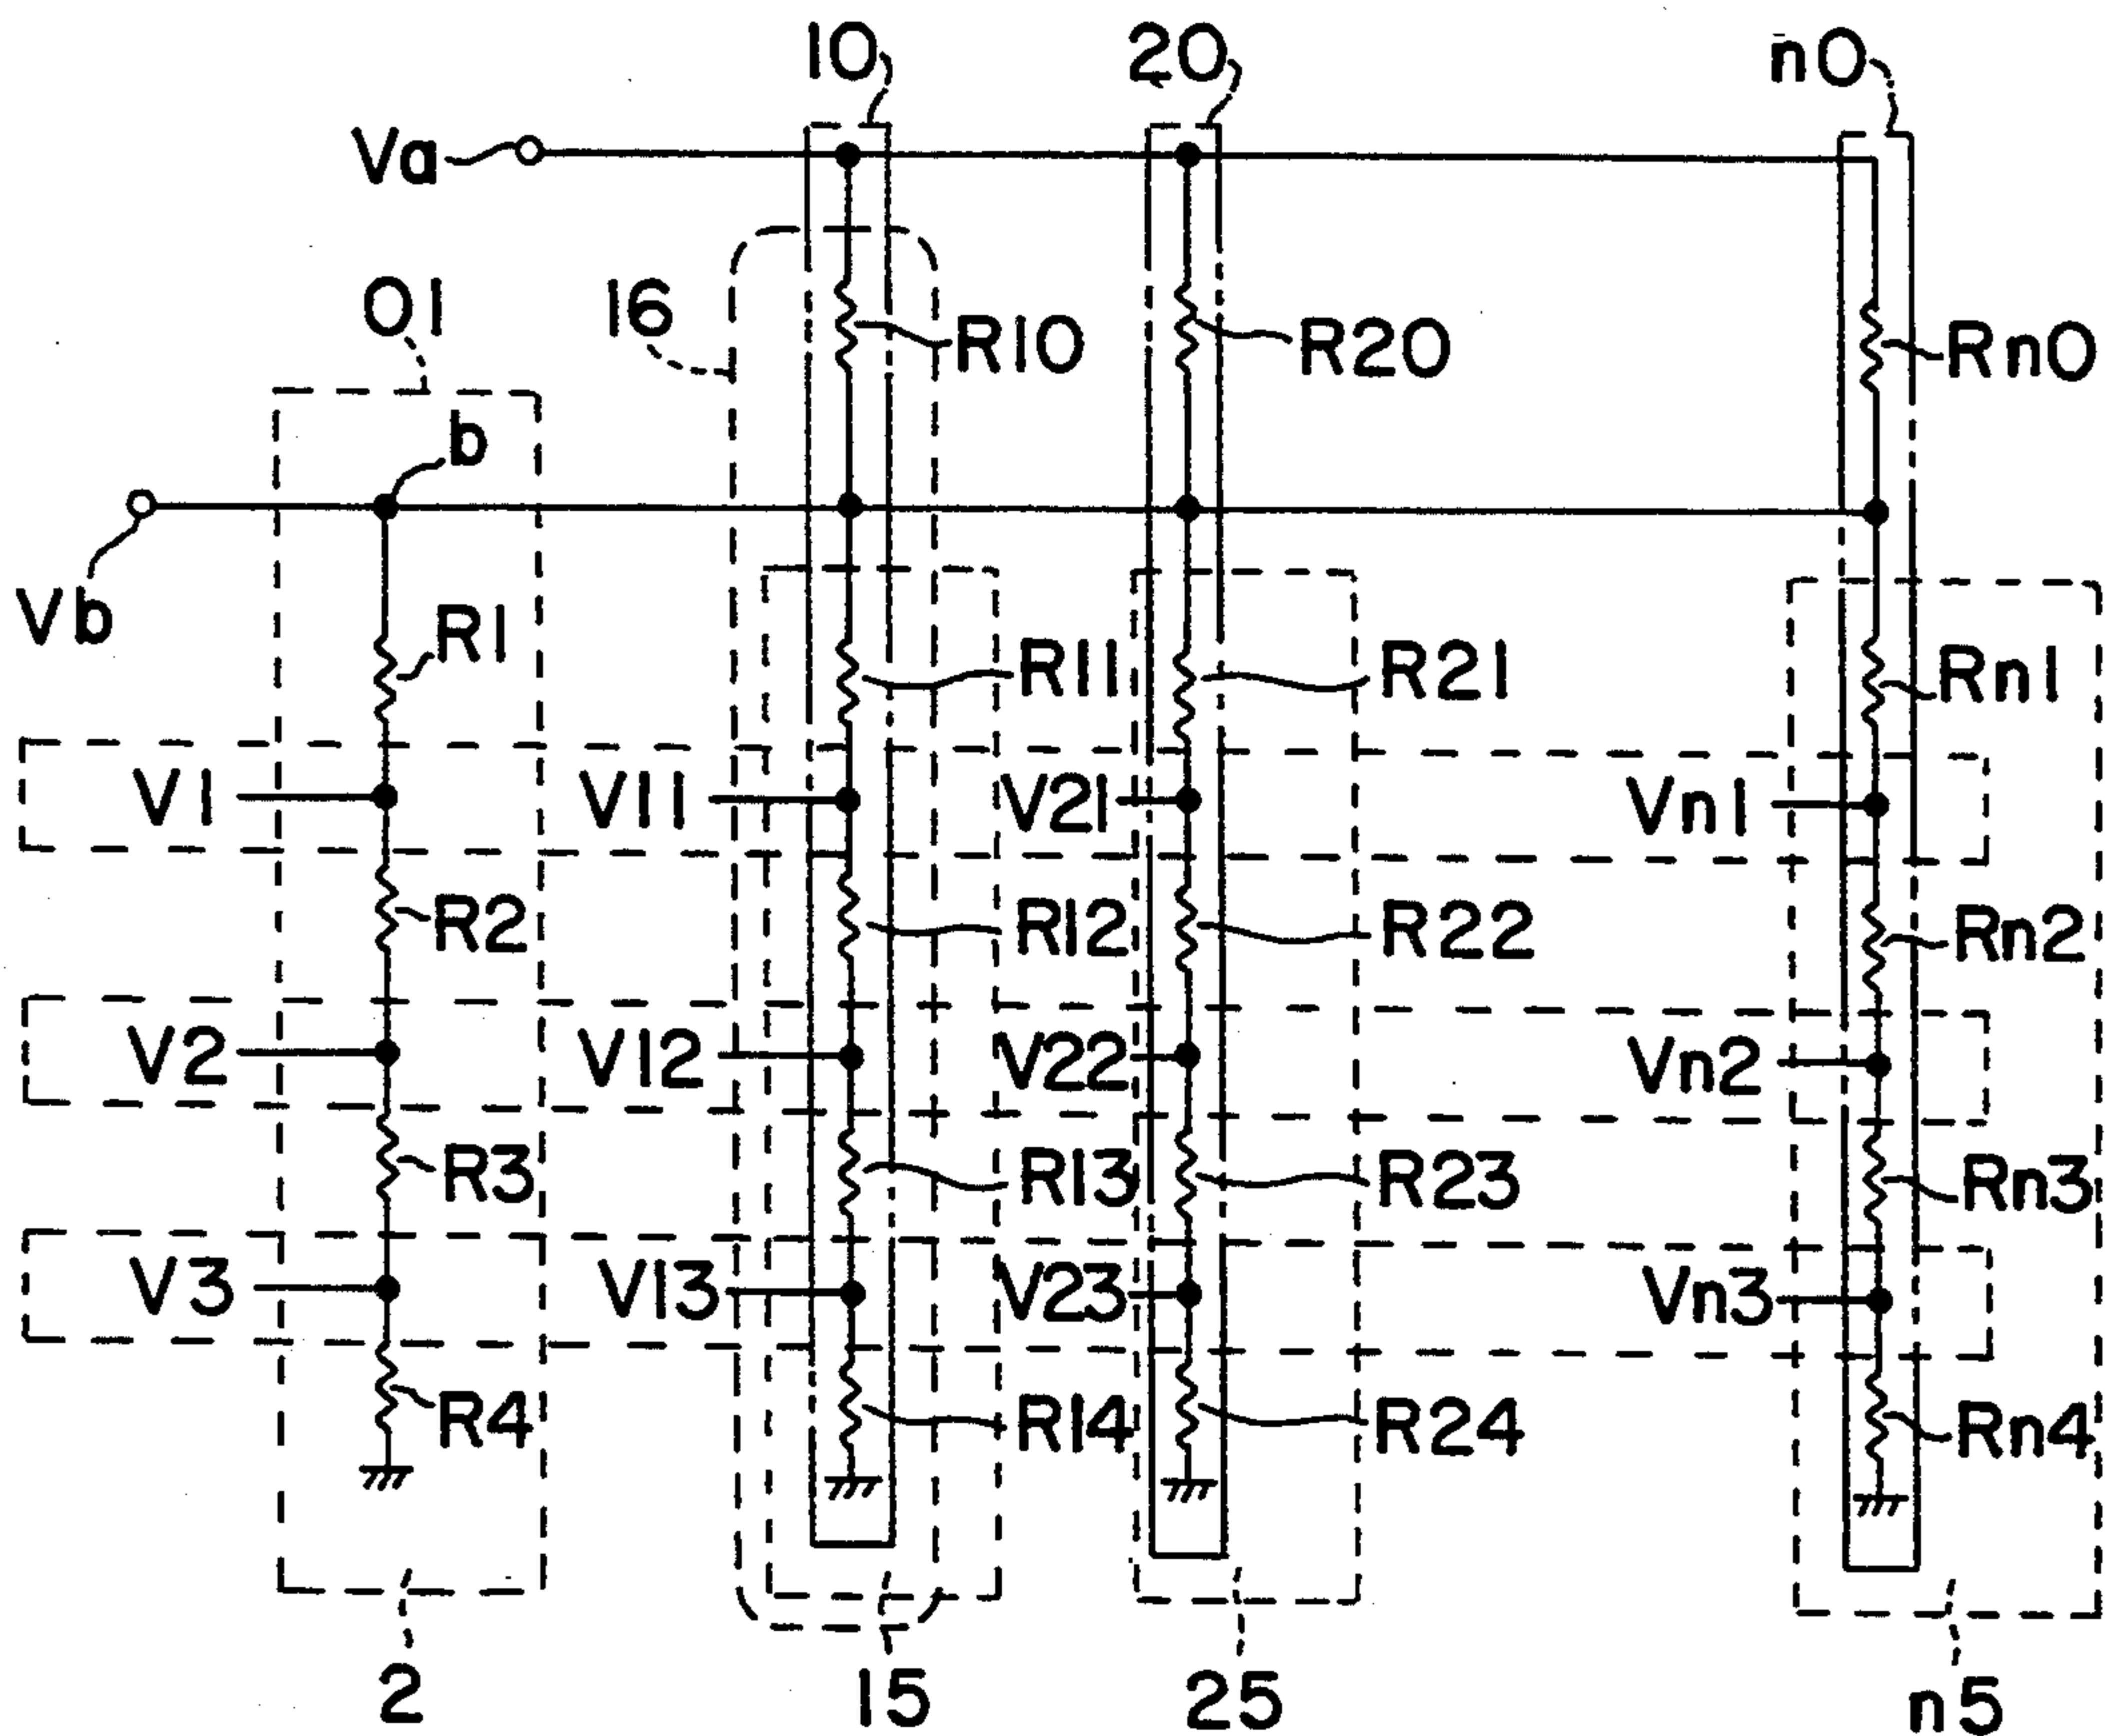 10 20 n0
Va
01 16 R10 R20 Rn0
b
Vb
R1 R11 R21 Rn1
V1 V11 V21 Vn1
R2 R12 R22 Rn2
V2 V12 V22 Vn2
R3 R13 R23 Rn3
V3 V13 V23 Vn3
R4 R14 R24 Rn4
2 15 25 n5